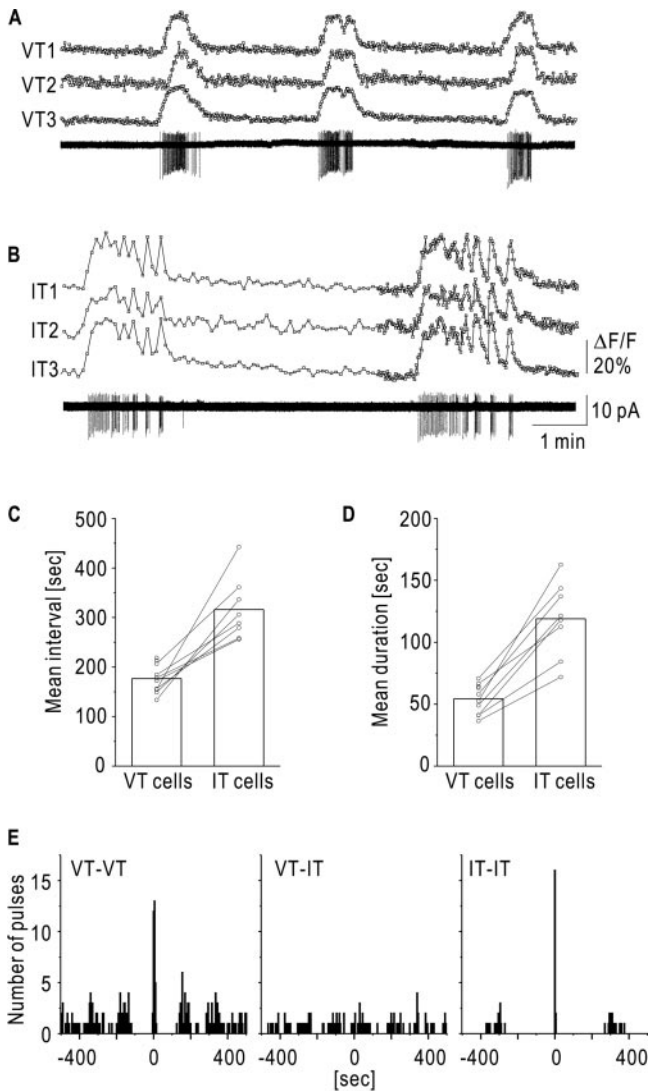 A
VT1
VT2
VT3
B
IT1
IT2
IT3
ΔF/F
20%
10 pA
1 min
C
D
Mean interval [sec]
500
400
300
200
100
0
VT cells IT cells
Mean duration [sec]
200
150
100
50
0
VT cells IT cells
E
VT-VT VT-IT IT-IT
Number of pulses
15
10
5
0
-400 0 400 -400 0 400 -400 0 400
[sec]